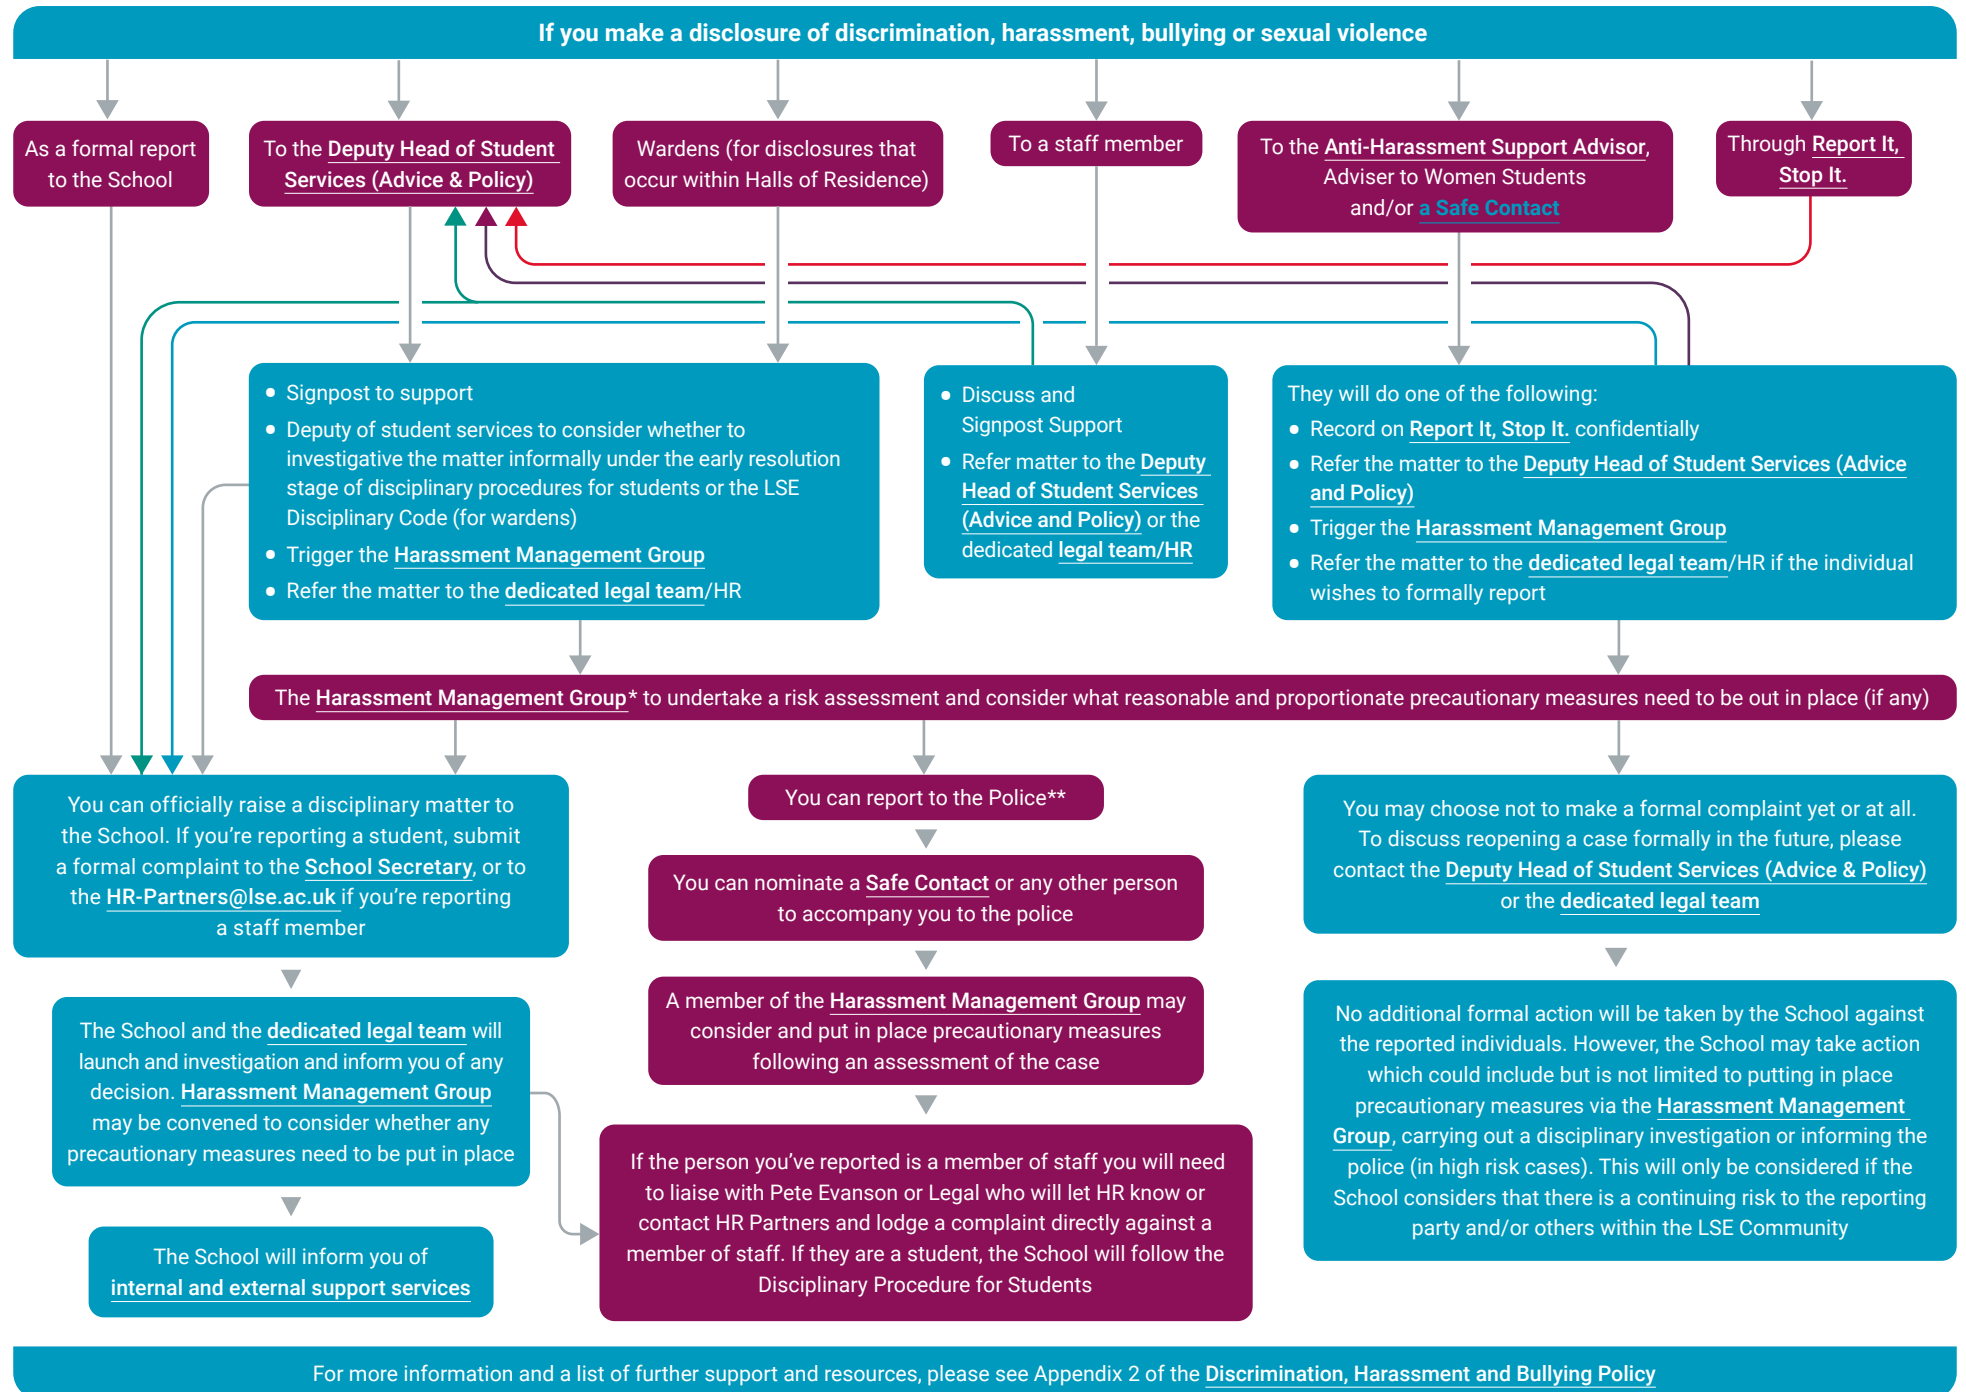 If you make a disclosure of discrimination, harassment, bullying or sexual violence
As a formal report
to the School
To the Deputy Head of Student
Services (Advice & Policy)
Wardens (for disclosures that
occur within Halls of Residence)
To a staff member
To the Anti-Harassment Support Advisor,
Adviser to Women Students
and/or a Safe Contact
Through Report It,
Stop It.
• Signpost to support
• Deputy of student services to consider whether to
investigative the matter informally under the early resolution
stage of disciplinary procedures for students or the LSE
Disciplinary Code (for wardens)
• Trigger the Harassment Management Group
• Refer the matter to the dedicated legal team/HR
• Discuss and
Signpost Support
• Refer matter to the Deputy
Head of Student Services
(Advice and Policy) or the
dedicated legal team/HR
They will do one of the following:
• Record on Report It, Stop It. confidentially
• Refer the matter to the Deputy Head of Student Services (Advice
and Policy)
• Trigger the Harassment Management Group
• Refer the matter to the dedicated legal team/HR if the individual
wishes to formally report
The Harassment Management Group* to undertake a risk assessment and consider what reasonable and proportionate precautionary measures need to be out in place (if any)
You can officially raise a disciplinary matter to
the School. If you're reporting a student, submit
a formal complaint to the School Secretary, or to
the HR-Partners@lse.ac.uk if you're reporting
a staff member
The School and the dedicated legal team will
launch and investigation and inform you of any
decision. Harassment Management Group
may be convened to consider whether any
precautionary measures need to be put in place
The School will inform you of
internal and external support services
You can report to the Police**
You can nominate a Safe Contact or any other person
to accompany you to the police
A member of the Harassment Management Group may
consider and put in place precautionary measures
following an assessment of the case
If the person you've reported is a member of staff you will need
to liaise with Pete Evanson or Legal who will let HR know or
contact HR Partners and lodge a complaint directly against a
member of staff. If they are a student, the School will follow the
Disciplinary Procedure for Students
You may choose not to make a formal complaint yet or at all.
To discuss reopening a case formally in the future, please
contact the Deputy Head of Student Services (Advice & Policy)
or the dedicated legal team
No additional formal action will be taken by the School against
the reported individuals. However, the School may take action
which could include but is not limited to putting in place
precautionary measures via the Harassment Management
Group, carrying out a disciplinary investigation or informing the
police (in high risk cases). This will only be considered if the
School considers that there is a continuing risk to the reporting
party and/or others within the LSE Community
For more information and a list of further support and resources, please see Appendix 2 of the Discrimination, Harassment and Bullying Policy